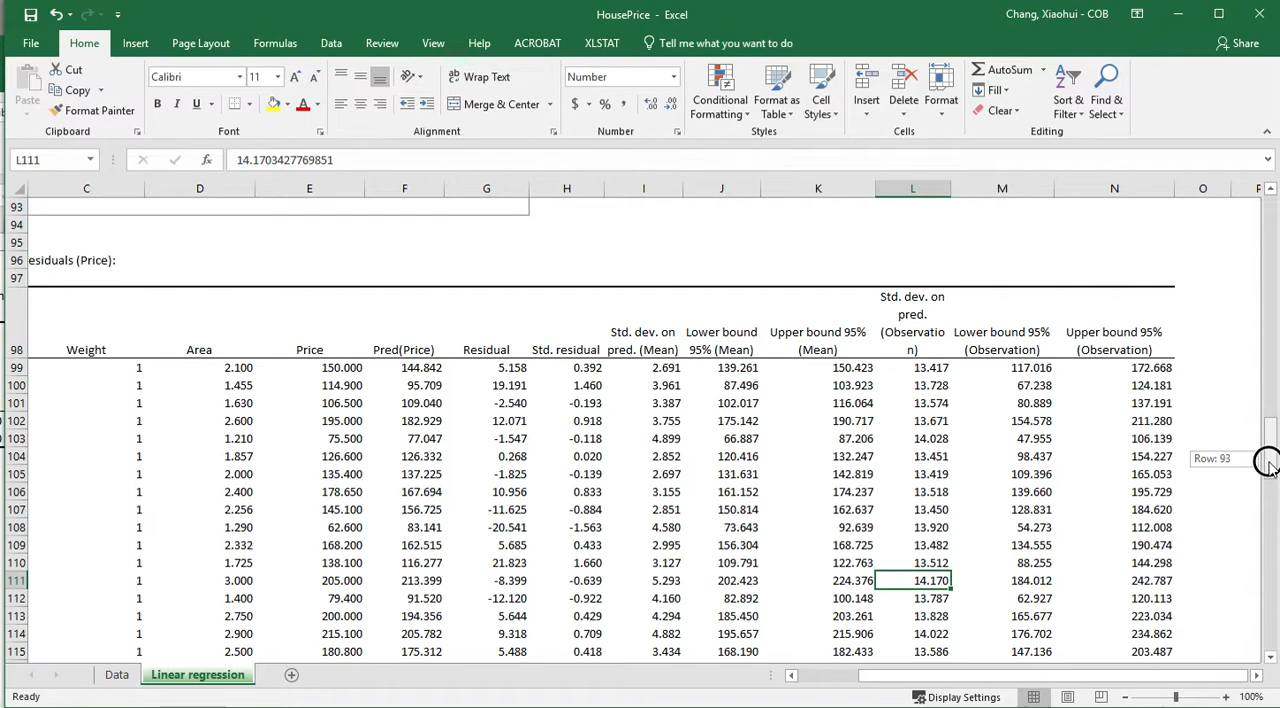 HousePrice - Excel
Chang, Xiaohui - COB
File Home Insert Page Layout Formulas Data Review View Help ACROBAT XLSTAT Tell me what you want to do Share
Paste
Cut
Copy
Format Painter
Clipboard
Calibri 11
B I U
Font
Wrap Text
Merge & Center
Alignment
Number
$ % ,
Number
Conditional Formatting
Format as Table
Cell Styles
Styles
Insert Delete Format
Cells
AutoSum
Fill
Clear
Sort & Filter
Find & Select
Editing
L111 fx 14.1703427769851
C D E F G H I J K L M N O P
93
94
95
96 esiduals (Price):
97
98 Weight Area Price Pred(Price) Residual Std. residual Std. dev. on pred. (Mean) Lower bound 95% (Mean) Upper bound 95% (Mean) Std. dev. on pred. (Observation) Lower bound 95% (Observation) Upper bound 95% (Observation)
99 1 2.100 150.000 144.842 5.158 0.392 2.691 139.261 150.423 13.417 117.016 172.668
100 1 1.455 114.900 95.709 19.191 1.460 3.961 87.496 103.923 13.728 67.238 124.181
101 1 1.630 106.500 109.040 -2.540 -0.193 3.387 102.017 116.064 13.574 80.889 137.191
102 1 2.600 195.000 182.929 12.071 0.918 3.755 175.142 190.717 13.671 154.578 211.280
103 1 1.210 75.500 77.047 -1.547 -0.118 4.899 66.887 87.206 14.028 47.955 106.139
104 1 1.857 126.600 126.332 0.268 0.020 2.852 120.416 132.247 13.451 98.437 154.227
Row: 93
105 1 2.000 135.400 137.225 -1.825 -0.139 2.697 131.631 142.819 13.419 109.396 165.053
106 1 2.400 178.650 167.694 10.956 0.833 3.155 161.152 174.237 13.518 139.660 195.729
107 1 2.256 145.100 156.725 -11.625 -0.884 2.851 150.814 162.637 13.450 128.831 184.620
108 1 1.290 62.600 83.141 -20.541 -1.563 4.580 73.643 92.639 13.920 54.273 112.008
109 1 2.332 168.200 162.515 5.685 0.433 2.995 156.304 168.725 13.482 134.555 190.474
110 1 1.725 138.100 116.277 21.823 1.660 3.127 109.791 122.763 13.512 88.255 144.298
111 1 3.000 205.000 213.399 -8.399 -0.639 5.293 202.423 224.376 14.170 184.012 242.787
112 1 1.400 79.400 91.520 -12.120 -0.922 4.160 82.892 100.148 13.787 62.927 120.113
113 1 2.750 200.000 194.356 5.644 0.429 4.294 185.450 203.261 13.828 165.677 223.034
114 1 2.900 215.100 205.782 9.318 0.709 4.882 195.657 215.906 14.022 176.702 234.862
115 1 2.500 180.800 175.312 5.488 0.418 3.434 168.190 182.433 13.586 147.136 203.487
Data Linear regression
Ready Display Settings 100%